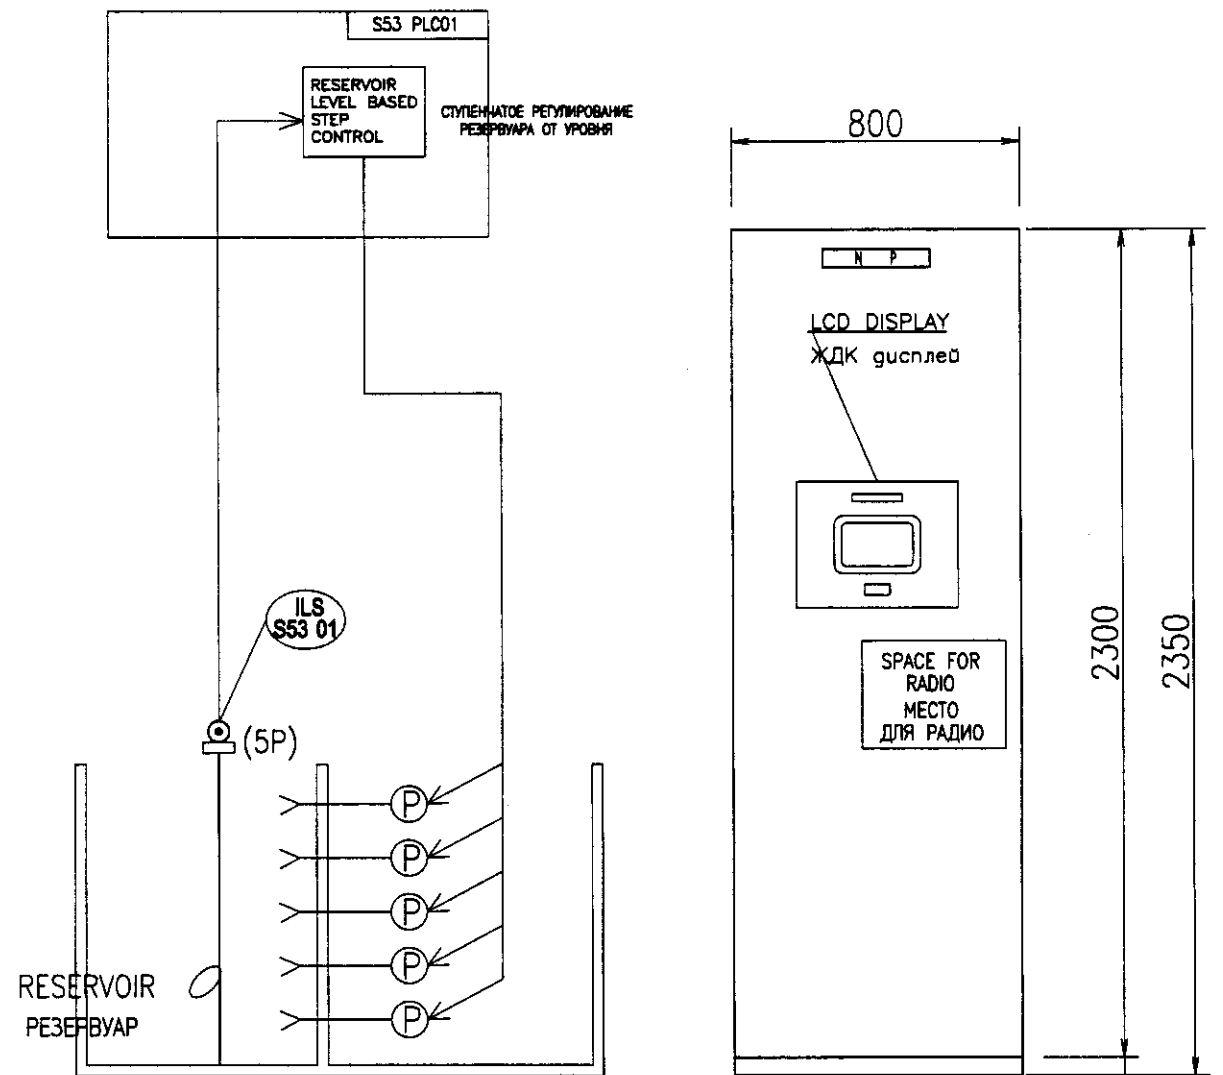 S53 PLC01
RESERVOIR
LEVEL BASED
STEP
CONTROL
СТУПЕНЧАТОЕ РЕГУЛИРОВАНИЕ
РЕЗЕРВУАРА ОТ УРОВНЯ
ILS
S53 01
(5P)
P
P
P
P
P
RESERVOIR
РЕЗЕРВУАР
800
N P
LCD DISPLAY
ЖДК дисплей
SPACE FOR
RADIO
МЕСТО
ДЛЯ РАДИО
2300
2350